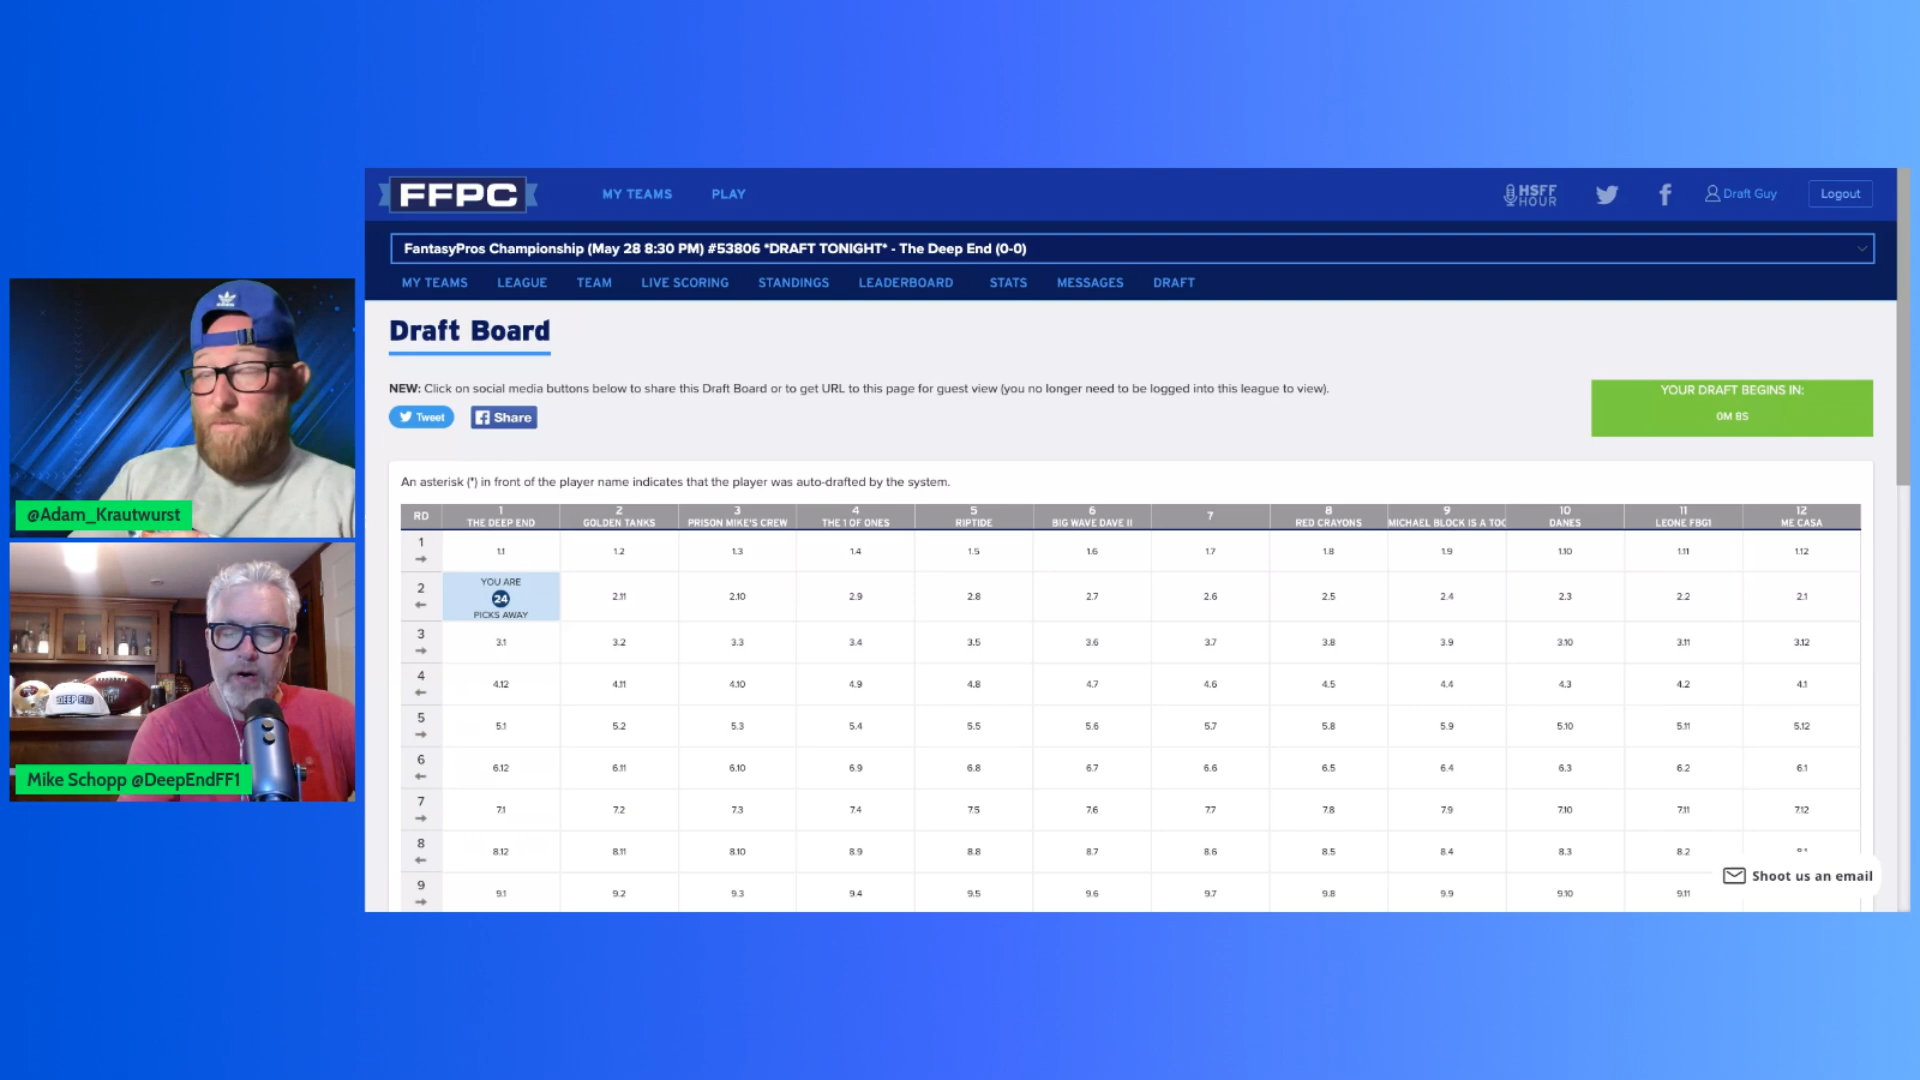 FFPC
MY TEAMS PLAY
HSFF HOUR
Draft Guy
Logout
FantasyPros Championship (May 28 8:30 PM) #53806 *DRAFT TONIGHT* - The Deep End (0-0)
MY TEAMS LEAGUE TEAM LIVE SCORING STANDINGS LEADERBOARD STATS MESSAGES DRAFT
Draft Board
NEW: Click on social media buttons below to share this Draft Board or to get URL to this page for guest view (you no longer need to be logged into this league to view).
Tweet Share
YOUR DRAFT BEGINS IN:
0M 8S
An asterisk (*) in front of the player name indicates that the player was auto-drafted by the system.
RD 1 2 3 4 5 6 7 8 9 10 11 12
THE DEEP END GOLDEN TANKS PRISON MIKE'S CREW THE 1 OF ONES RIPTIDE BIG WAVE DAVE II RED CRAYONS MICHAEL BLOCK IS A TOO DANES LEONE FBG1 ME CASA
1 1.1 1.2 1.3 1.4 1.5 1.6 1.7 1.8 1.9 1.10 1.11 1.12
2 YOU ARE 24 PICKS AWAY 2.11 2.10 2.9 2.8 2.7 2.6 2.5 2.4 2.3 2.2 2.1
3 3.1 3.2 3.3 3.4 3.5 3.6 3.7 3.8 3.9 3.10 3.11 3.12
4 4.12 4.11 4.10 4.9 4.8 4.7 4.6 4.5 4.4 4.3 4.2 4.1
5 5.1 5.2 5.3 5.4 5.5 5.6 5.7 5.8 5.9 5.10 5.11 5.12
6 6.12 6.11 6.10 6.9 6.8 6.7 6.6 6.5 6.4 6.3 6.2 6.1
7 7.1 7.2 7.3 7.4 7.5 7.6 7.7 7.8 7.9 7.10 7.11 7.12
8 8.12 8.11 8.10 8.9 8.8 8.7 8.6 8.5 8.4 8.3 8.2
9 9.1 9.2 9.3 9.4 9.5 9.6 9.7 9.8 9.9 9.10 9.11
Shoot us an email
@Adam_Krautwurst
DEEP END
Mike Schopp @DeepEndFF1